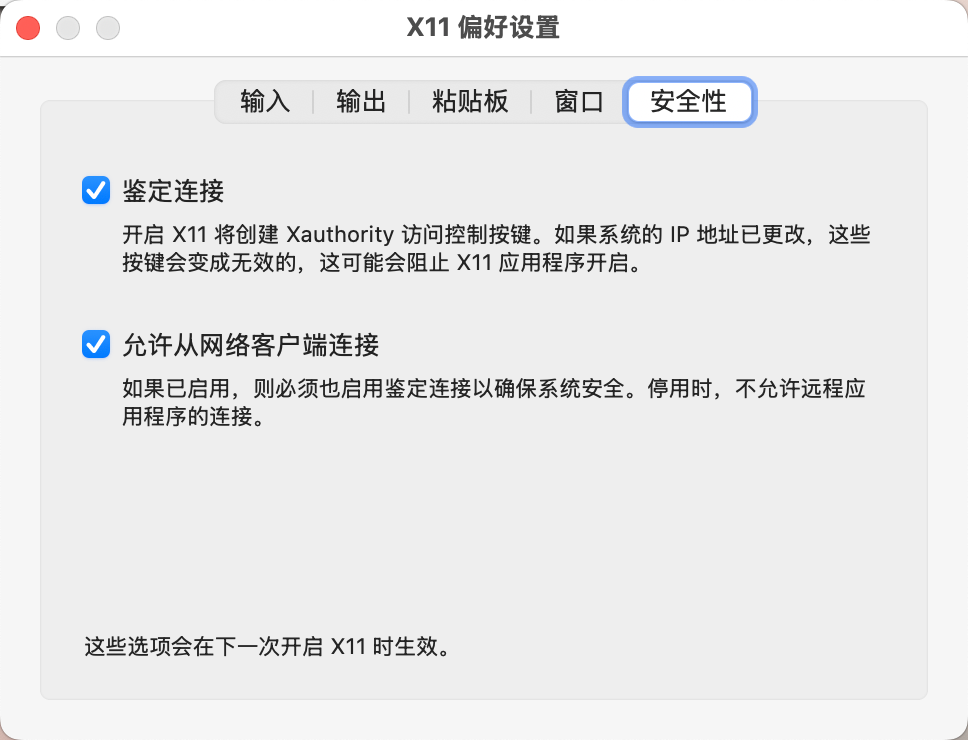 X11 偏好设置
输入 输出 粘贴板 窗口 安全性
鉴定连接
开启 X11 将创建 Xauthority 访问控制按键。如果系统的 IP 地址已更改，这些
按键会变成无效的，这可能会阻止 X11 应用程序开启。
允许从网络客户端连接
如果已启用，则必须也启用鉴定连接以确保系统安全。停用时，不允许远程应
用程序的连接。
这些选项会在下一次开启 X11 时生效。